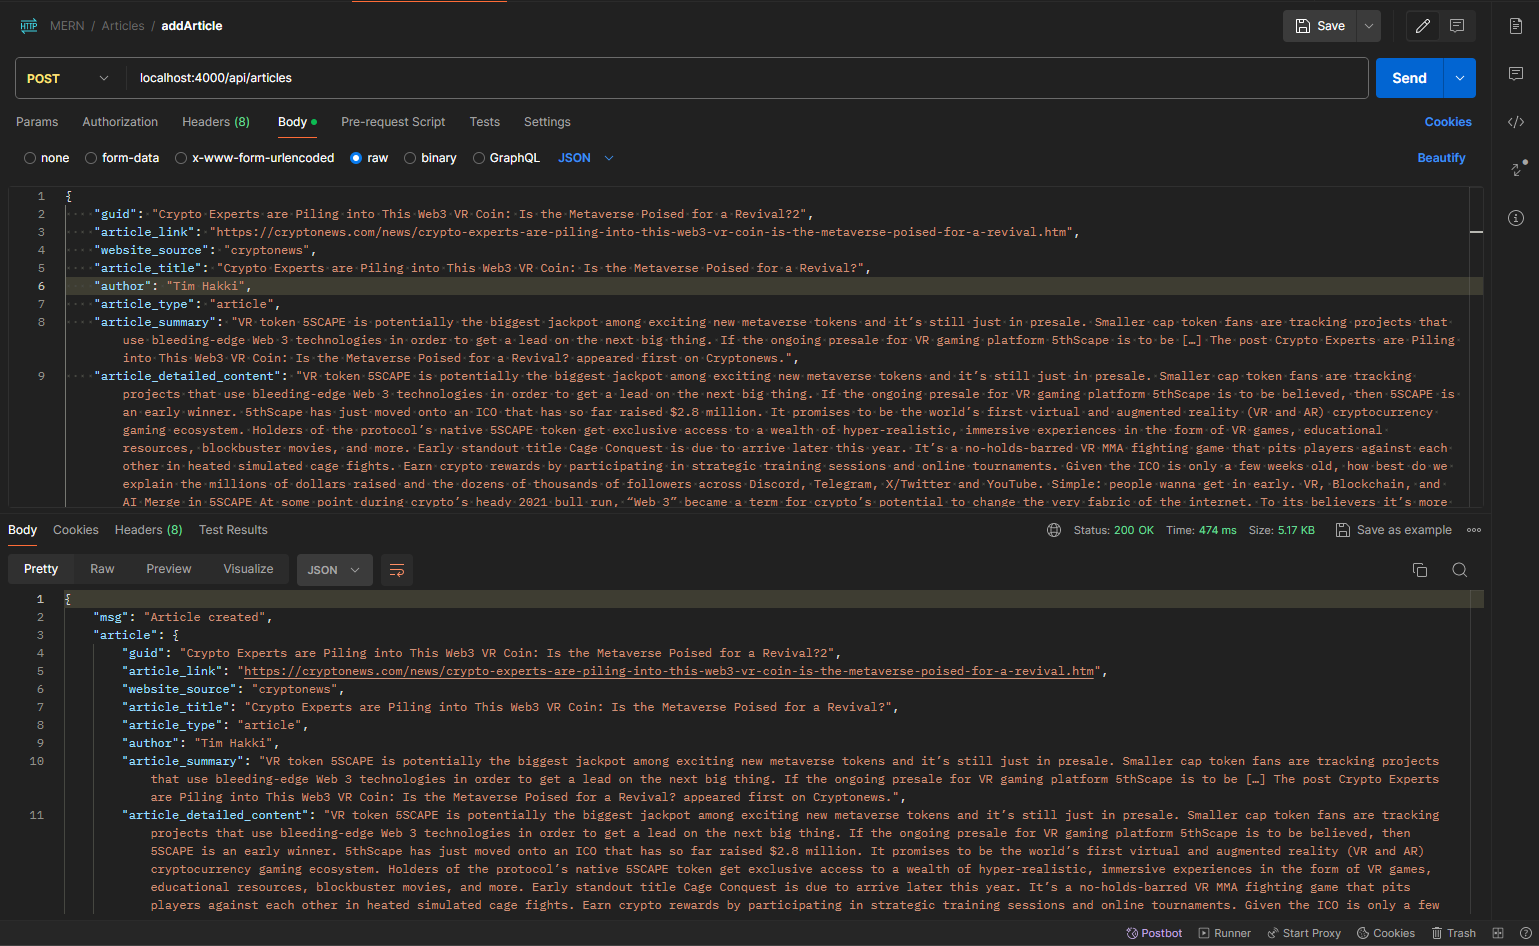 HTTP MERN / Articles / addArticle Save
POST localhost:4000/api/articles Send
Params Authorization Headers (8) Body Pre-request Script Tests Settings Cookies
none form-data x-www-form-urlencoded raw binary GraphQL JSON Beautify
1 {
2 "guid": "Crypto Experts are Piling into This Web3 VR Coin: Is the Metaverse Poised for a Revival?2",
3 "article_link": "https://cryptonews.com/news/crypto-experts-are-piling-into-this-web3-vr-coin-is-the-metaverse-poised-for-a-revival.htm",
4 "website_source": "cryptonews",
5 "article_title": "Crypto Experts are Piling into This Web3 VR Coin: Is the Metaverse Poised for a Revival?",
6 "author": "Tim Hakki",
7 "article_type": "article",
8 "article_summary": "VR token 5SCAPE is potentially the biggest jackpot among exciting new metaverse tokens and it’s still just in presale. Smaller cap token fans are tracking projects that
use bleeding-edge Web 3 technologies in order to get a lead on the next big thing. If the ongoing presale for VR gaming platform 5thScape is to be […] The post Crypto Experts are Piling
into This Web3 VR Coin: Is the Metaverse Poised for a Revival? appeared first on Cryptonews.",
9 "article_detailed_content": "VR token 5SCAPE is potentially the biggest jackpot among exciting new metaverse tokens and it’s still just in presale. Smaller cap token fans are tracking
projects that use bleeding-edge Web 3 technologies in order to get a lead on the next big thing. If the ongoing presale for VR gaming platform 5thScape is to be believed, then 5SCAPE is
an early winner. 5thScape has just moved onto an ICO that has so far raised $2.8 million. It promises to be the world’s first virtual and augmented reality (VR and AR) cryptocurrency
gaming ecosystem. Holders of the protocol’s native 5SCAPE token get exclusive access to a wealth of hyper-realistic, immersive experiences in the form of VR games, educational
resources, blockbuster movies, and more. Early standout title Cage Conquest is due to arrive later this year. It’s a no-holds-barred VR MMA fighting game that pits players against each
other in heated simulated cage fights. Earn crypto rewards by participating in strategic training sessions and online tournaments. Given the ICO is only a few weeks old, how best do we
explain the millions of dollars raised and the dozens of thousands of followers across Discord, Telegram, X/Twitter and YouTube. Simple: people wanna get in early. VR, Blockchain, and
AI Merge in 5SCAPE At some point during crypto’s heady 2021 bull run, “Web 3” became a term for crypto’s potential to change the very fabric of the internet. To its believers it’s more
Body Cookies Headers (8) Test Results Status: 200 OK Time: 474 ms Size: 5.17 KB Save as example
Pretty Raw Preview Visualize JSON
1 {
2 "msg": "Article created",
3 "article": {
4 "guid": "Crypto Experts are Piling into This Web3 VR Coin: Is the Metaverse Poised for a Revival?2",
5 "article_link": "https://cryptonews.com/news/crypto-experts-are-piling-into-this-web3-vr-coin-is-the-metaverse-poised-for-a-revival.htm",
6 "website_source": "cryptonews",
7 "article_title": "Crypto Experts are Piling into This Web3 VR Coin: Is the Metaverse Poised for a Revival?",
8 "article_type": "article",
9 "author": "Tim Hakki",
10 "article_summary": "VR token 5SCAPE is potentially the biggest jackpot among exciting new metaverse tokens and it’s still just in presale. Smaller cap token fans are tracking projects
that use bleeding-edge Web 3 technologies in order to get a lead on the next big thing. If the ongoing presale for VR gaming platform 5thScape is to be […] The post Crypto Experts
are Piling into This Web3 VR Coin: Is the Metaverse Poised for a Revival? appeared first on Cryptonews.",
11 "article_detailed_content": "VR token 5SCAPE is potentially the biggest jackpot among exciting new metaverse tokens and it’s still just in presale. Smaller cap token fans are tracking
projects that use bleeding-edge Web 3 technologies in order to get a lead on the next big thing. If the ongoing presale for VR gaming platform 5thScape is to be believed, then
5SCAPE is an early winner. 5thScape has just moved onto an ICO that has so far raised $2.8 million. It promises to be the world’s first virtual and augmented reality (VR and AR)
cryptocurrency gaming ecosystem. Holders of the protocol’s native 5SCAPE token get exclusive access to a wealth of hyper-realistic, immersive experiences in the form of VR games,
educational resources, blockbuster movies, and more. Early standout title Cage Conquest is due to arrive later this year. It’s a no-holds-barred VR MMA fighting game that pits
players against each other in heated simulated cage fights. Earn crypto rewards by participating in strategic training sessions and online tournaments. Given the ICO is only a few
Postbot Runner Start Proxy Cookies Trash